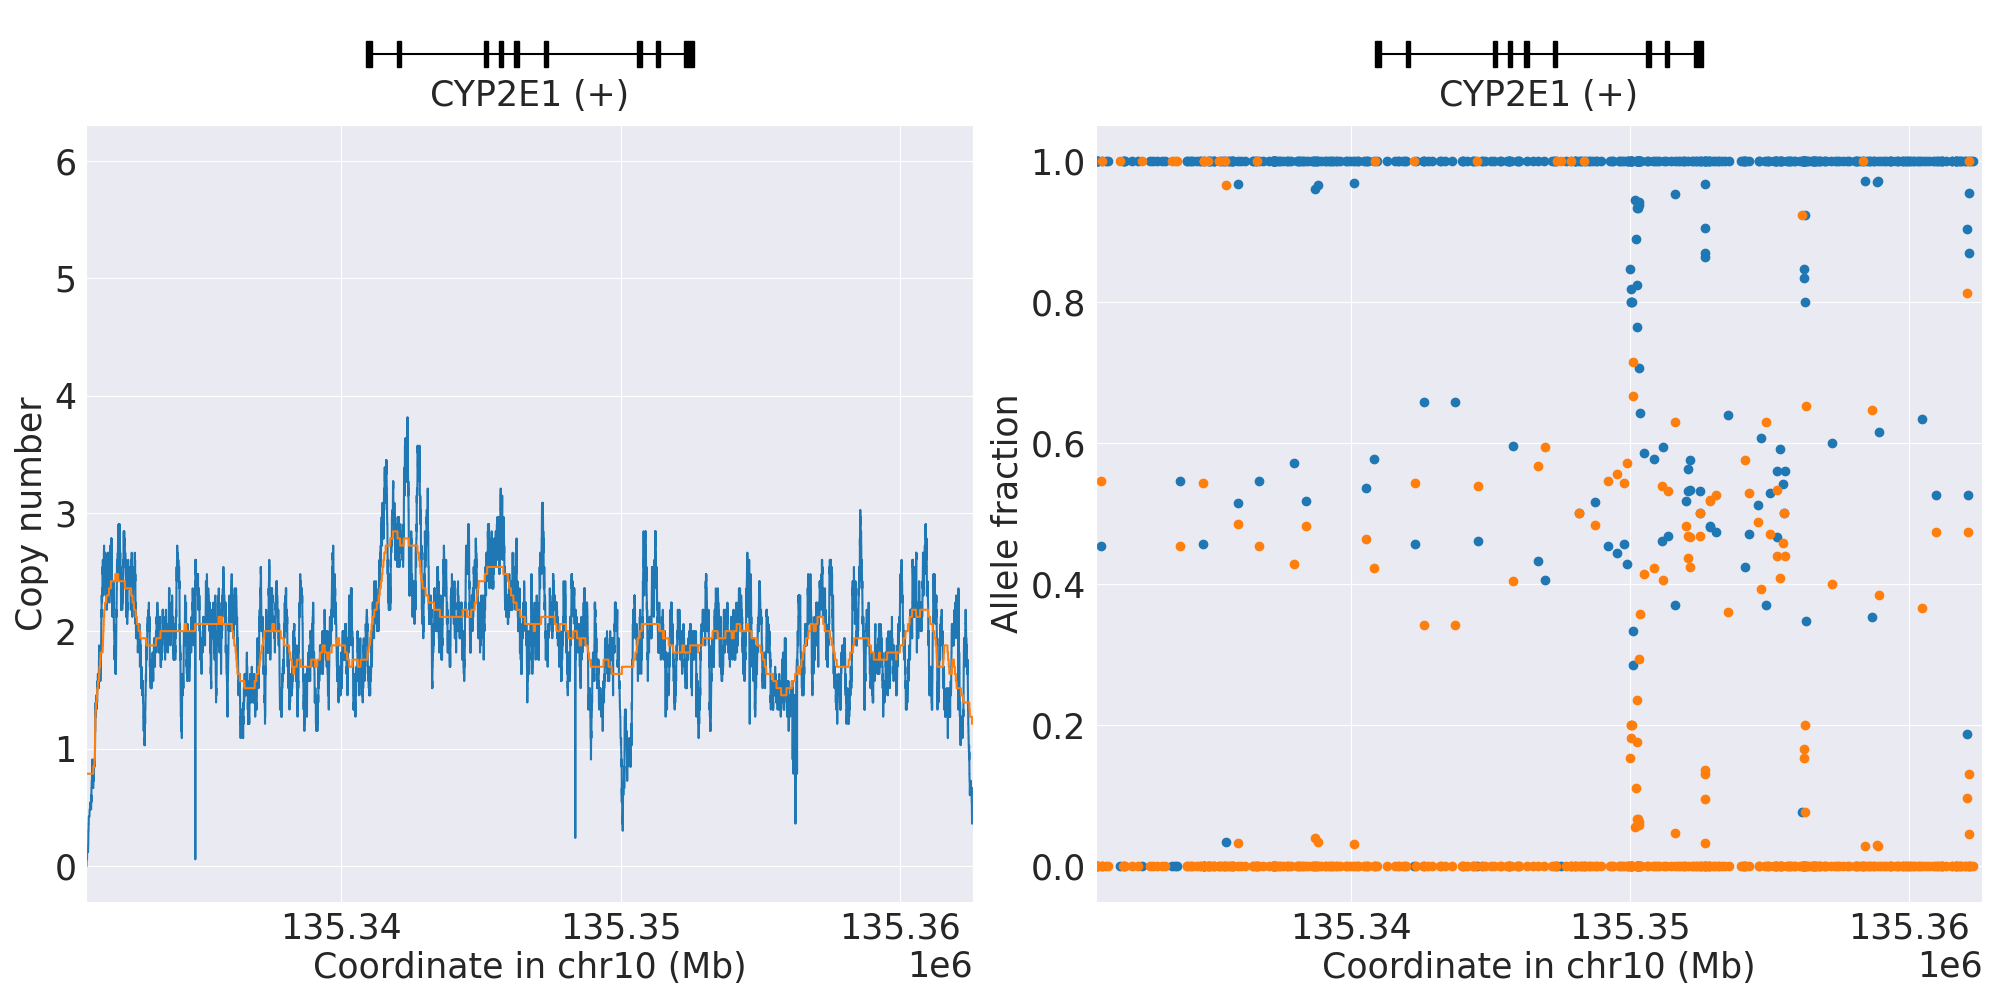 CYP2E1 (+)
6
5
4
3
2
1
0
Copy number
135.34 135.35 135.36
Coordinate in chr10 (Mb)
1e6
CYP2E1 (+)
1.0
0.8
0.6
0.4
0.2
0.0
Allele fraction
135.34 135.35 135.36
Coordinate in chr10 (Mb)
1e6